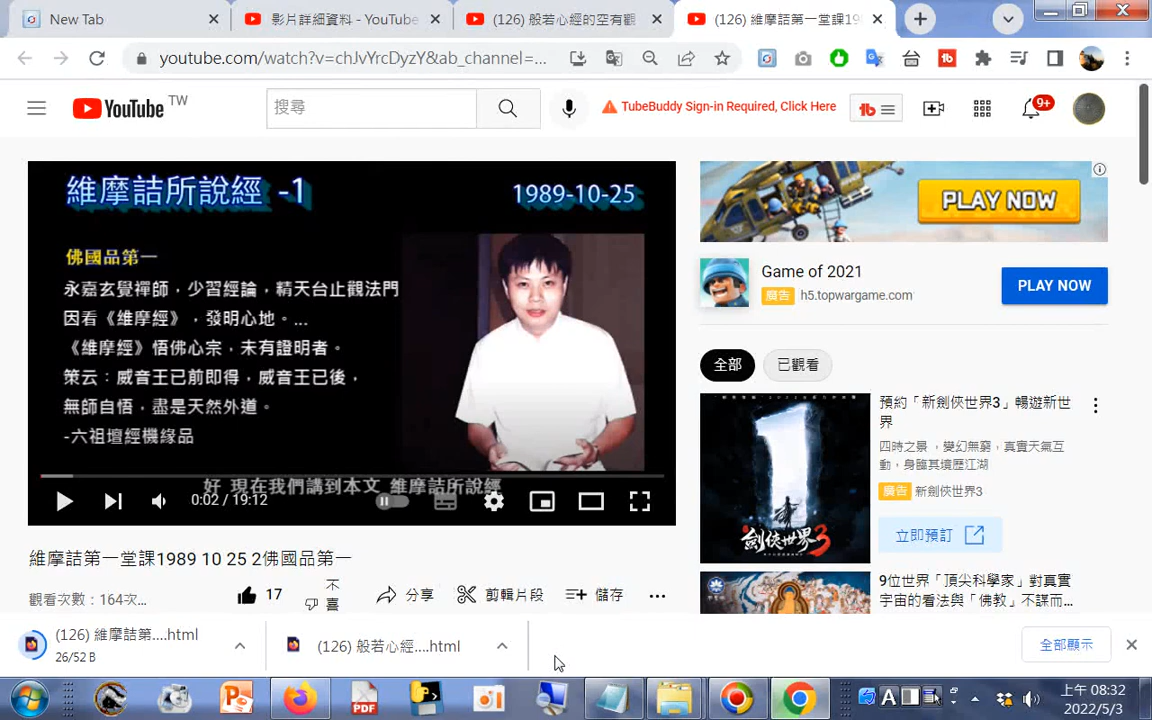 New Tab
影片詳細資料 - YouTube
(126) 般若心經的空有觀
(126) 維摩詰第一堂課19
youtube.com/watch?v=chJvYrcDyzY&ab_channel=...
YouTube TW
搜尋
TubeBuddy Sign-in Required, Click Here
tb
9+
維摩詰所說經 -1
1989-10-25
佛國品第一
永嘉玄覺禪師，少習經論，精天台止觀法門
因看《維摩經》，發明心地。...
《維摩經》悟佛心宗，未有證明者。
策云：威音王已前即得，威音王已後，
無師自悟，盡是天然外道。
-六祖壇經機緣品
好 現在我們講到本文 維摩詰所說經
0:02 / 19:12
維摩詰第一堂課1989 10 25 2佛國品第一
觀看次數：164次...
17
不喜
分享
剪輯片段
儲存
PLAY NOW
Game of 2021
廣告 h5.topwargame.com
PLAY NOW
全部
已觀看
預約「新劍俠世界3」暢遊新世
界
四時之景 ，變幻無窮，真實天氣互
動，身臨其境歷江湖
廣告 新劍俠世界3
立即預訂
劍俠世界3
9位世界「頂尖科學家」對真實
宇宙的看法與「佛教」不謀而...
(126) 維摩詰第....html
26/52 B
(126) 般若心經....html
全部顯示
PDF
A
上午 08:32
2022/5/3